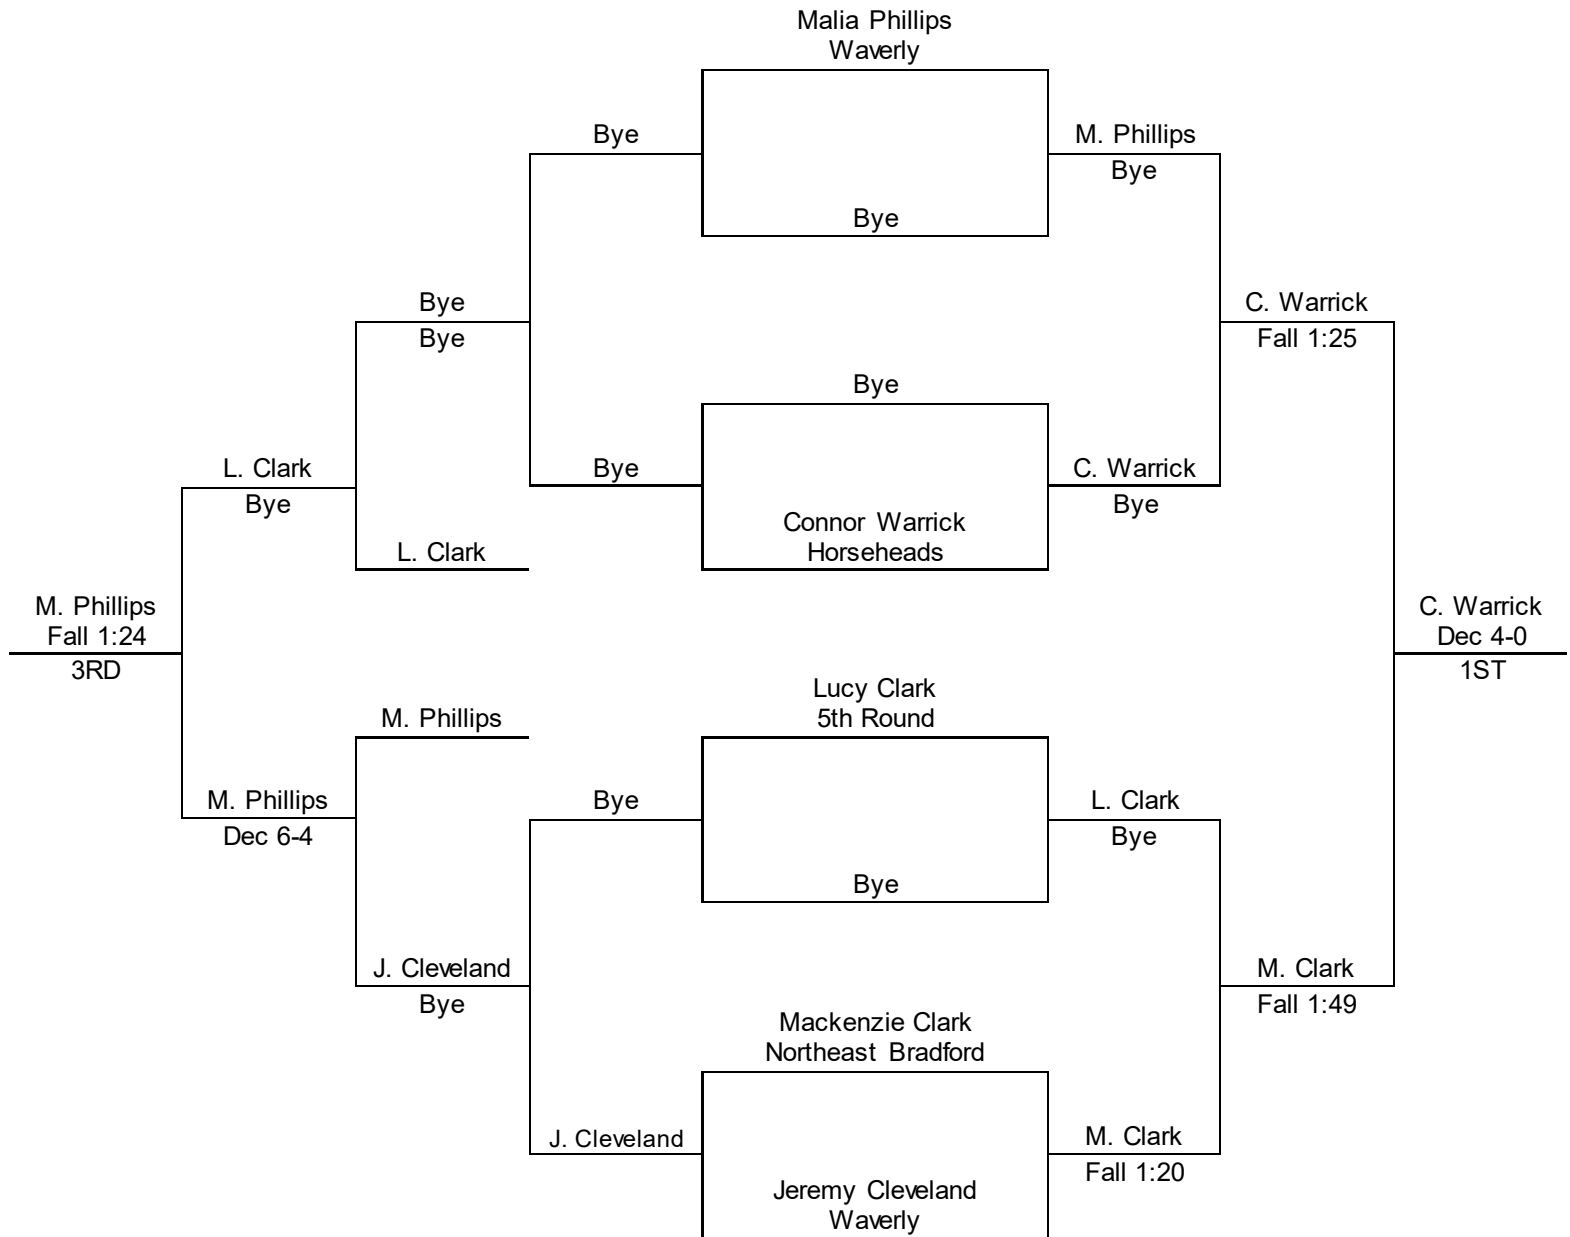 Malia Phillips
Waverly
Bye
M. Phillips
Bye
Bye
Bye
C. Warrick
Bye
Fall 1:25
Bye
L. Clark
Bye
C. Warrick
Bye
Bye
Connor Warrick
L. Clark
Horseheads
M. Phillips
C. Warrick
Fall 1:24
Dec 4-0
3RD
1ST
Lucy Clark
M. Phillips
5th Round
M. Phillips
Bye
L. Clark
Dec 6-4
Bye
Bye
J. Cleveland
M. Clark
Bye
Fall 1:49
Mackenzie Clark
Northeast Bradford
J. Cleveland
M. Clark
Fall 1:20
Jeremy Cleveland
Waverly